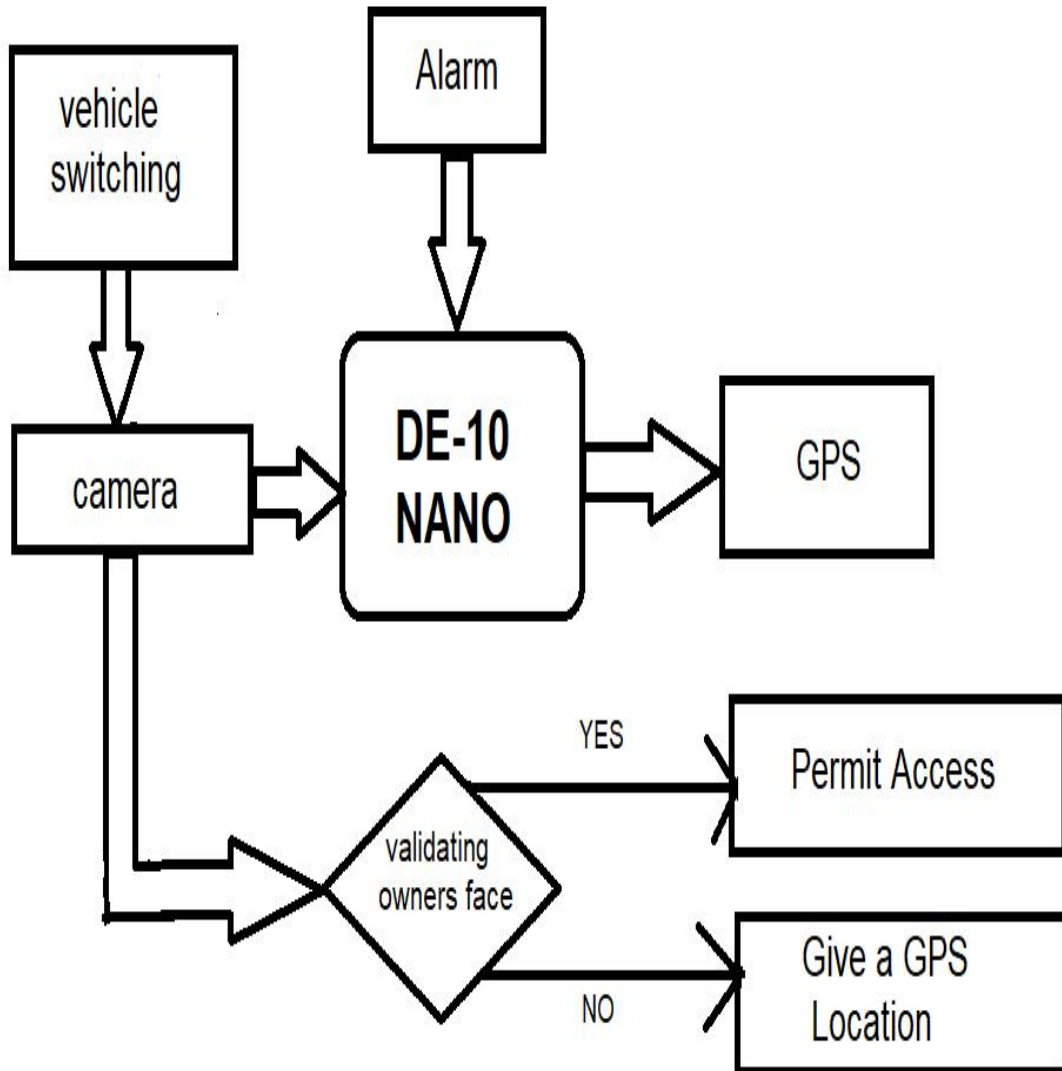 vehicle
switching
Alarm
camera
DE-10
NANO
GPS
validating
owners face
YES
Permit Access
NO
Give a GPS
Location